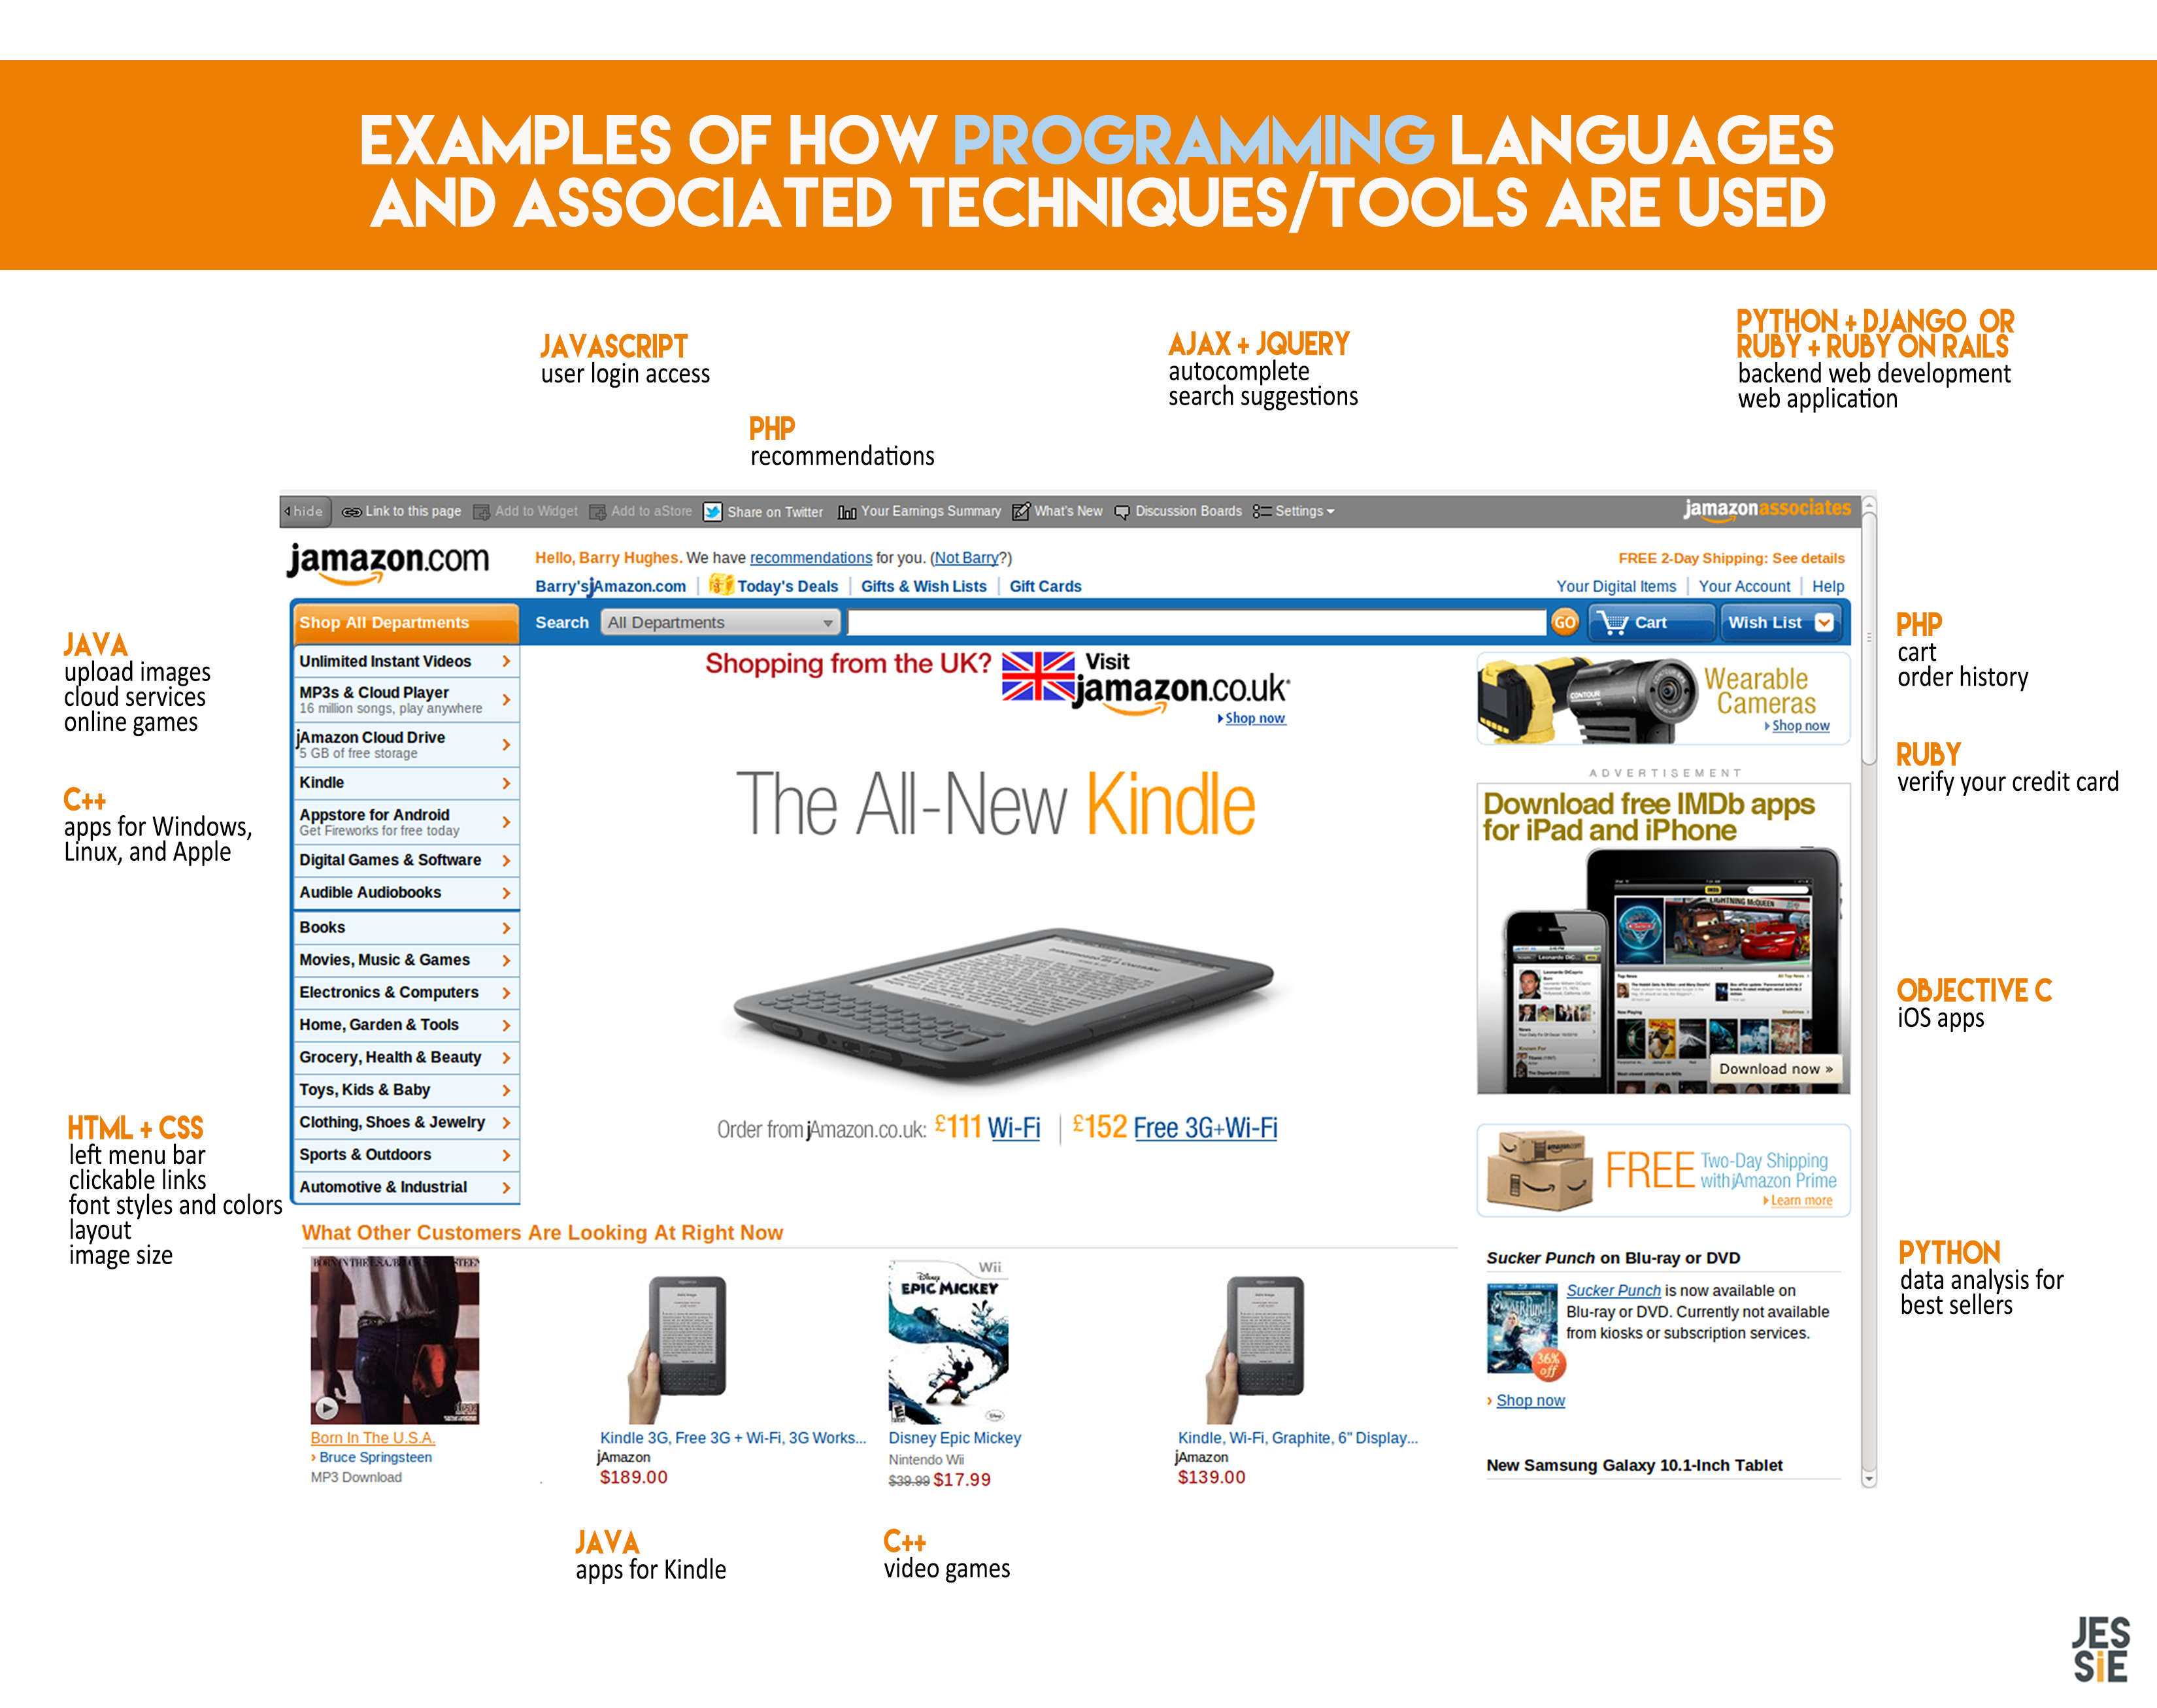 EXAMPLES OF HOW PROGRAMMING LANGUAGES
AND ASSOCIATED TECHNIQUES/TOOLS ARE USED
JAVASCRIPT
user login access
PHP
recommendations
AJAX + JQUERY
autocomplete
search suggestions
PYTHON + DJANGO OR
RUBY + RUBY ON RAILS
backend web development
web application
hide
Link to this page
Add to Widget
Add to aStore
Share on Twitter
Your Earnings Summary
What's New
Discussion Boards
Settings
jamazonassociates
jamazon.com
Hello, Barry Hughes. We have recommendations for you. (Not Barry?)
FREE 2-Day Shipping: See details
Barry'sjAmazon.com
Today's Deals
Gifts & Wish Lists
Gift Cards
Your Digital Items
Your Account
Help
Shop All Departments
Search
All Departments
GO
Cart
Wish List
JAVA
upload images
cloud services
online games
C++
apps for Windows,
Linux, and Apple
HTML + CSS
left menu bar
clickable links
font styles and colors
layout
image size
Unlimited Instant Videos
MP3s & Cloud Player
16 million songs, play anywhere
jAmazon Cloud Drive
5 GB of free storage
Kindle
Appstore for Android
Get Fireworks for free today
Digital Games & Software
Audible Audiobooks
Books
Movies, Music & Games
Electronics & Computers
Home, Garden & Tools
Grocery, Health & Beauty
Toys, Kids & Baby
Clothing, Shoes & Jewelry
Sports & Outdoors
Automotive & Industrial
Shopping from the UK?
Visit
jamazon.co.uk
Shop now
The All-New Kindle
Order from jAmazon.co.uk: £111 Wi-Fi | £152 Free 3G+Wi-Fi
CONTOUR
Wearable
Cameras
Shop now
ADVERTISEMENT
Download free IMDb apps
for iPad and iPhone
LIGHTNING McQUEEN
Download now »
FREE Two-Day Shipping
with jAmazon Prime
Learn more
Sucker Punch on Blu-ray or DVD
Sucker Punch is now available on
Blu-ray or DVD. Currently not available
from kiosks or subscription services.
36%
off
Shop now
New Samsung Galaxy 10.1-Inch Tablet
PHP
cart
order history
RUBY
verify your credit card
OBJECTIVE C
iOS apps
PYTHON
data analysis for
best sellers
What Other Customers Are Looking At Right Now
Born In The U.S.A.
Bruce Springsteen
MP3 Download
Kindle 3G, Free 3G + Wi-Fi, 3G Works...
jAmazon
$189.00
Wii
Disney
EPIC MICKEY
Disney Epic Mickey
Nintendo Wii
$39.99 $17.99
Kindle, Wi-Fi, Graphite, 6" Display...
jAmazon
$139.00
JAVA
apps for Kindle
C++
video games
JES
SiE